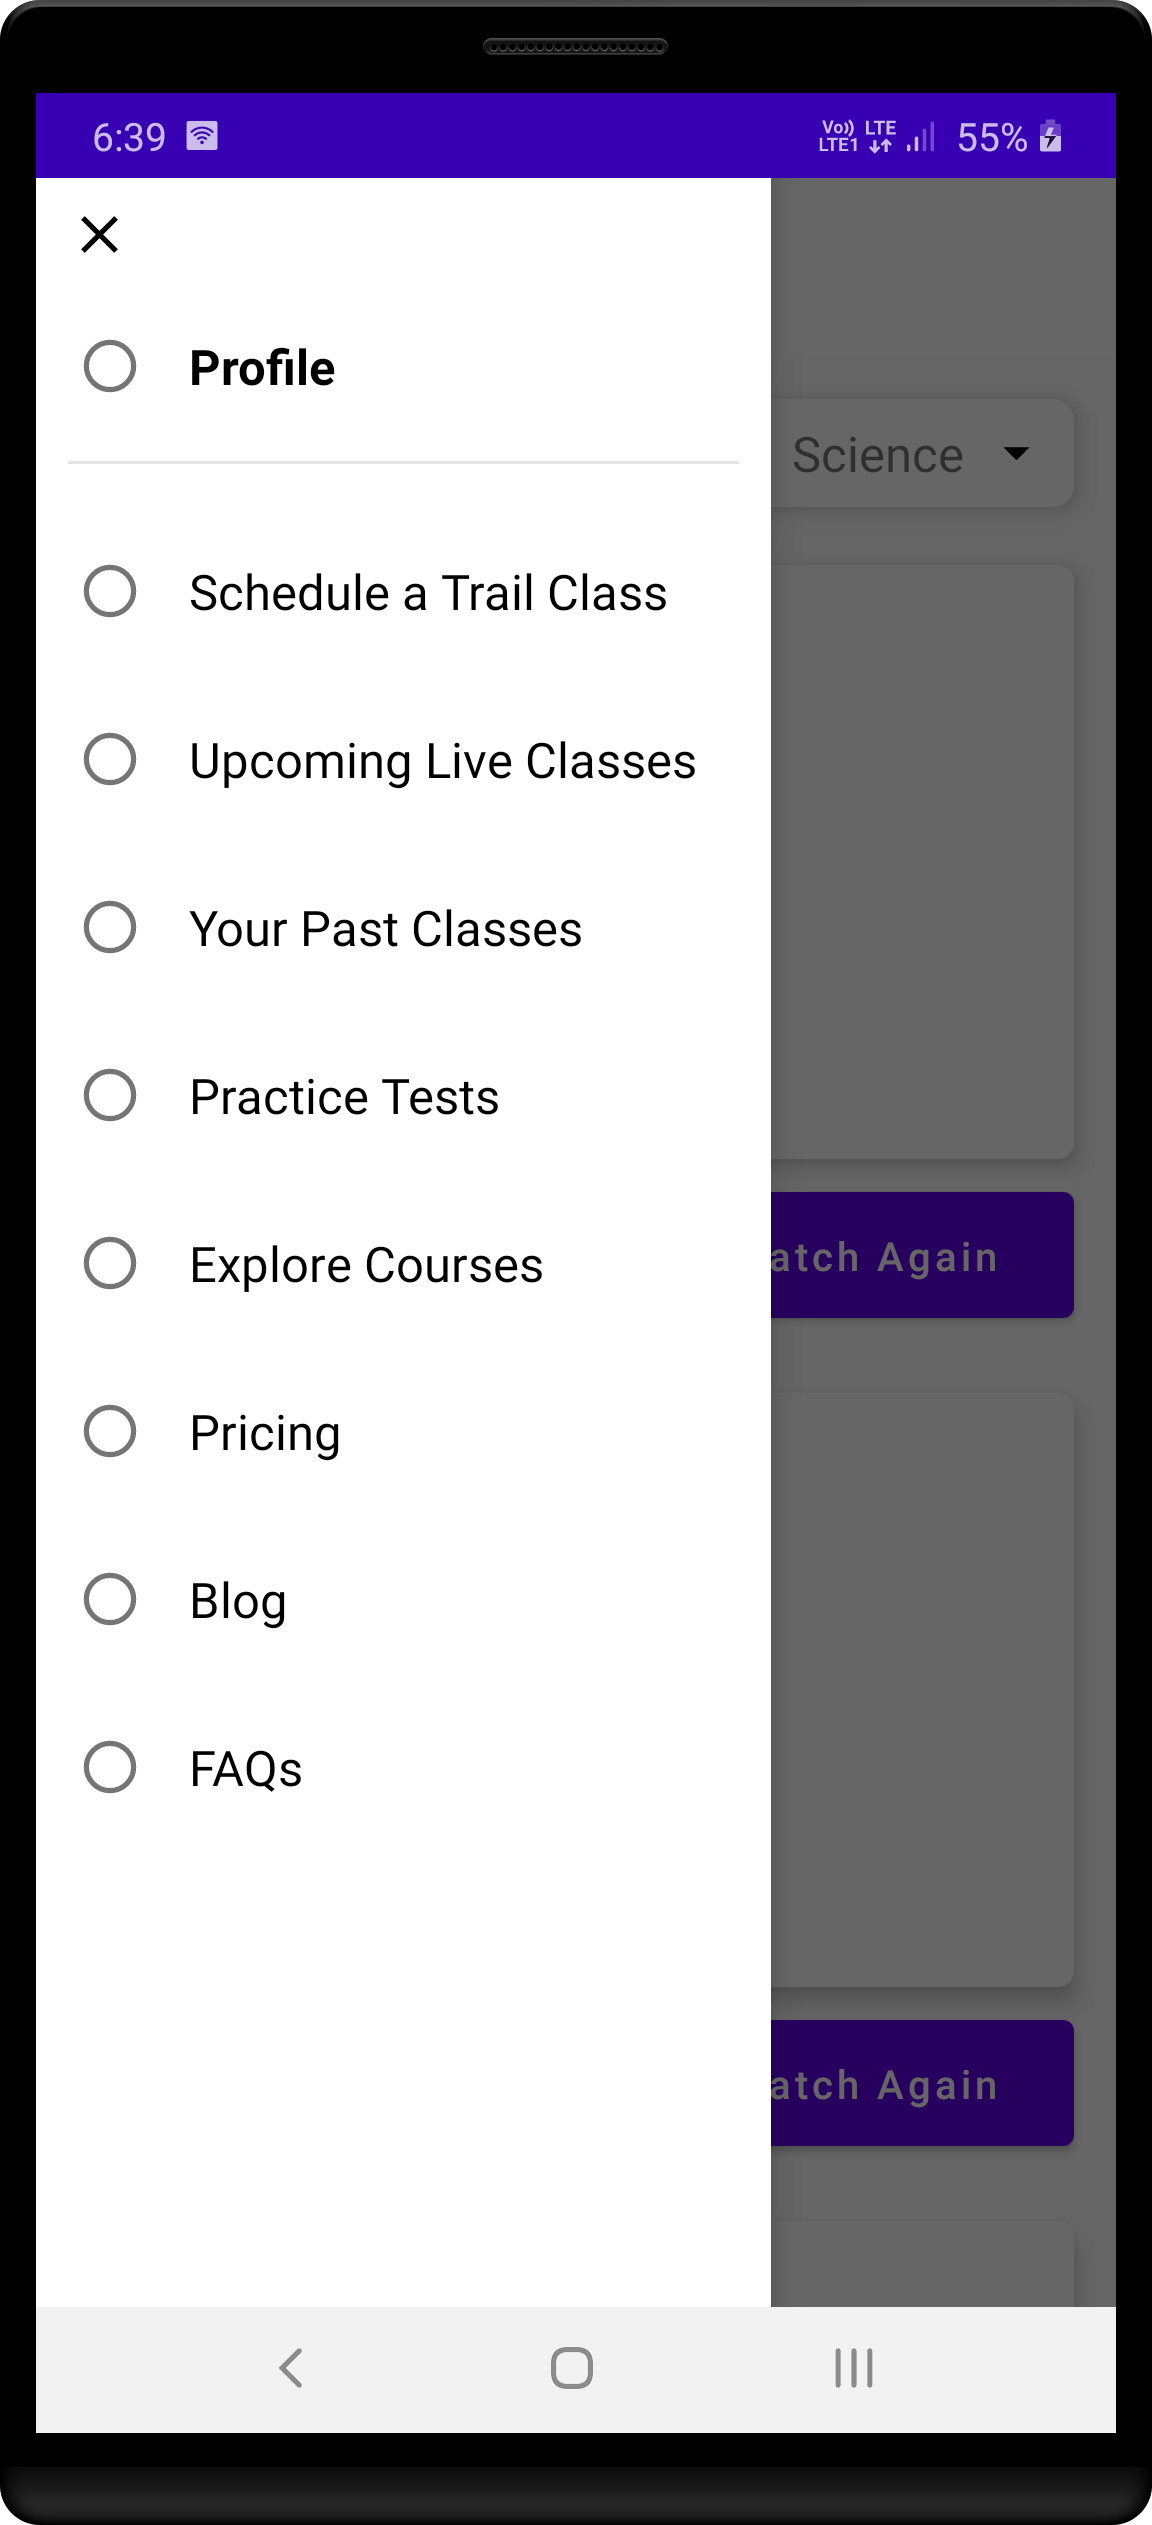 6:39 Vo)) LTE 55%
LTE1
Profile
Science
Schedule a Trail Class
Upcoming Live Classes
Your Past Classes
Practice Tests
Explore Courses
atch Again
Pricing
Blog
FAQs
atch Again